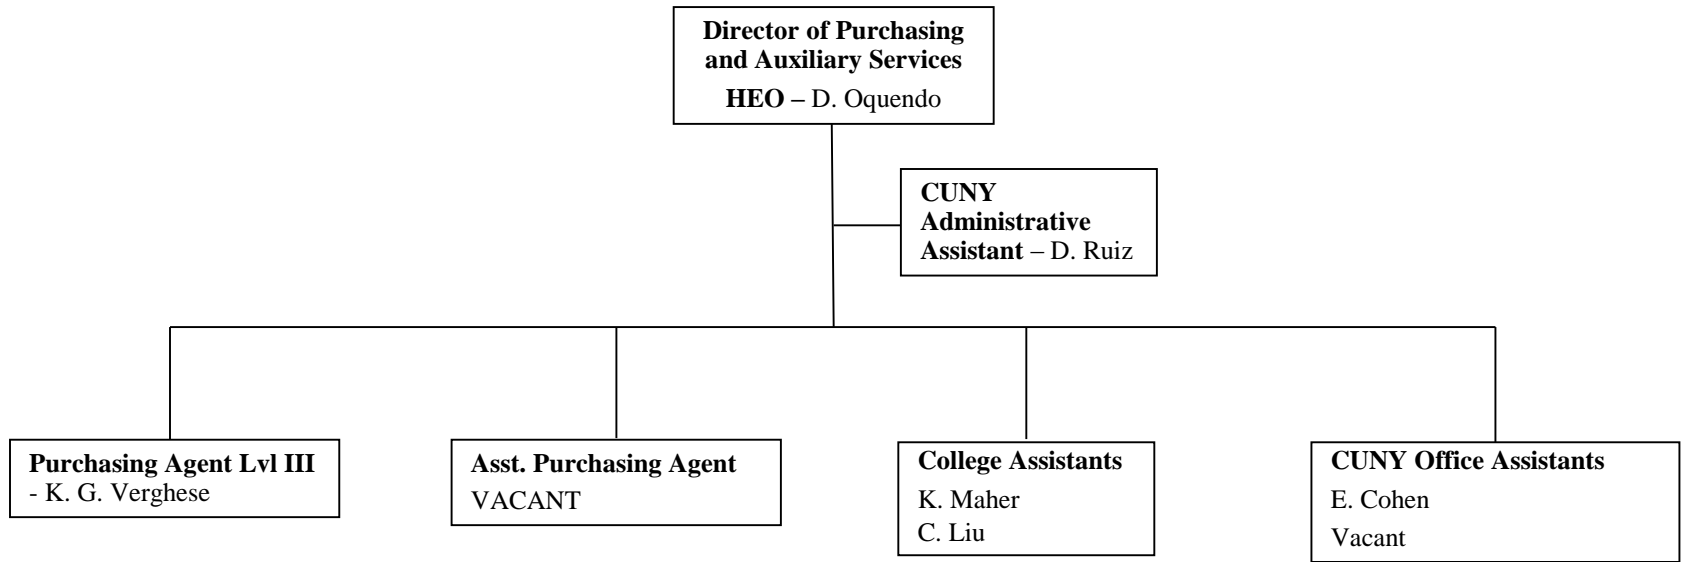 Director of Purchasing
and Auxiliary Services
HEO – D. Oquendo
CUNY
Administrative
Assistant – D. Ruiz
Purchasing Agent Lvl III
- K. G. Verghese
Asst. Purchasing Agent
VACANT
College Assistants
K. Maher
C. Liu
CUNY Office Assistants
E. Cohen
Vacant